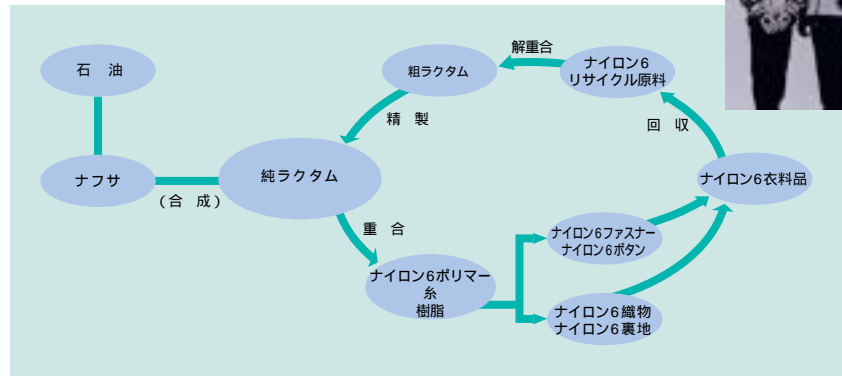 石　油
ナフサ
(合　成)
純ラクタム
粗ラクタム
精　製
解重合
ナイロン6
リサイクル原料
回　収
ナイロン6衣料品
重　合
ナイロン6ポリマー
糸
樹脂
ナイロン6ファスナー
ナイロン6ボタン
ナイロン6織物
ナイロン6裏地